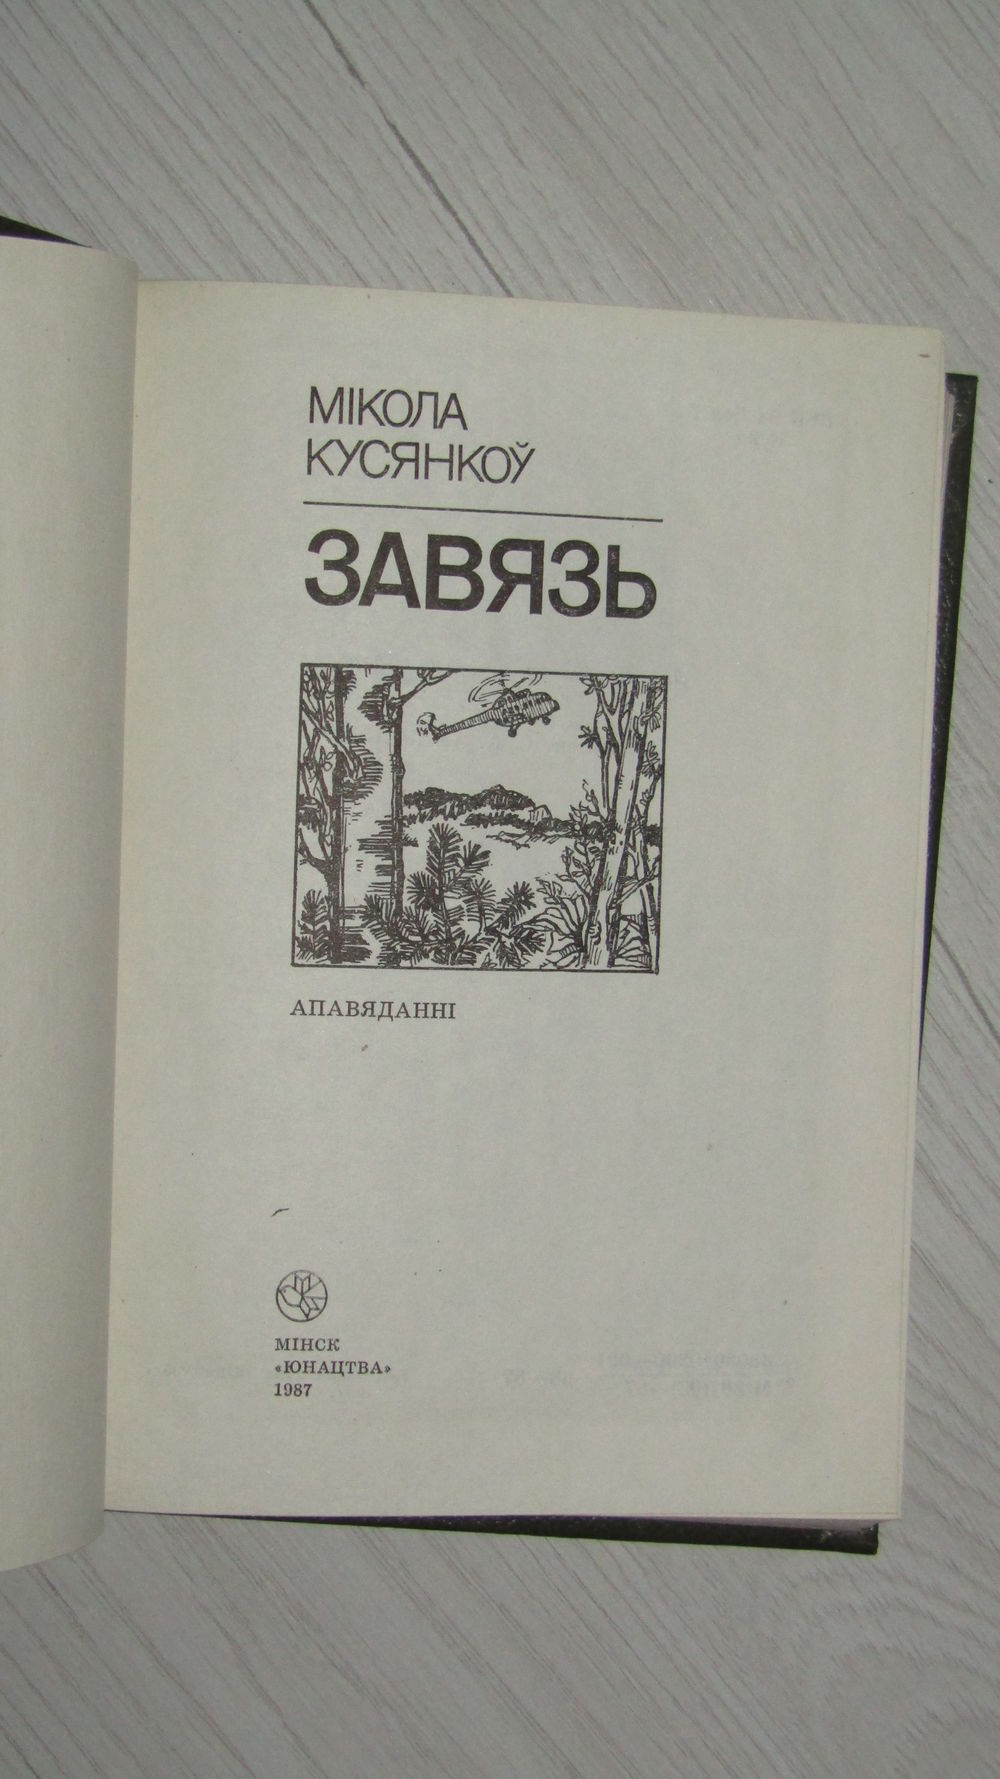 МІКОЛА
КУСЯНКОЎ
ЗАВЯЗЬ
АПАВЯДАННІ
МІНСК
«ЮНАЦТВА»
1987